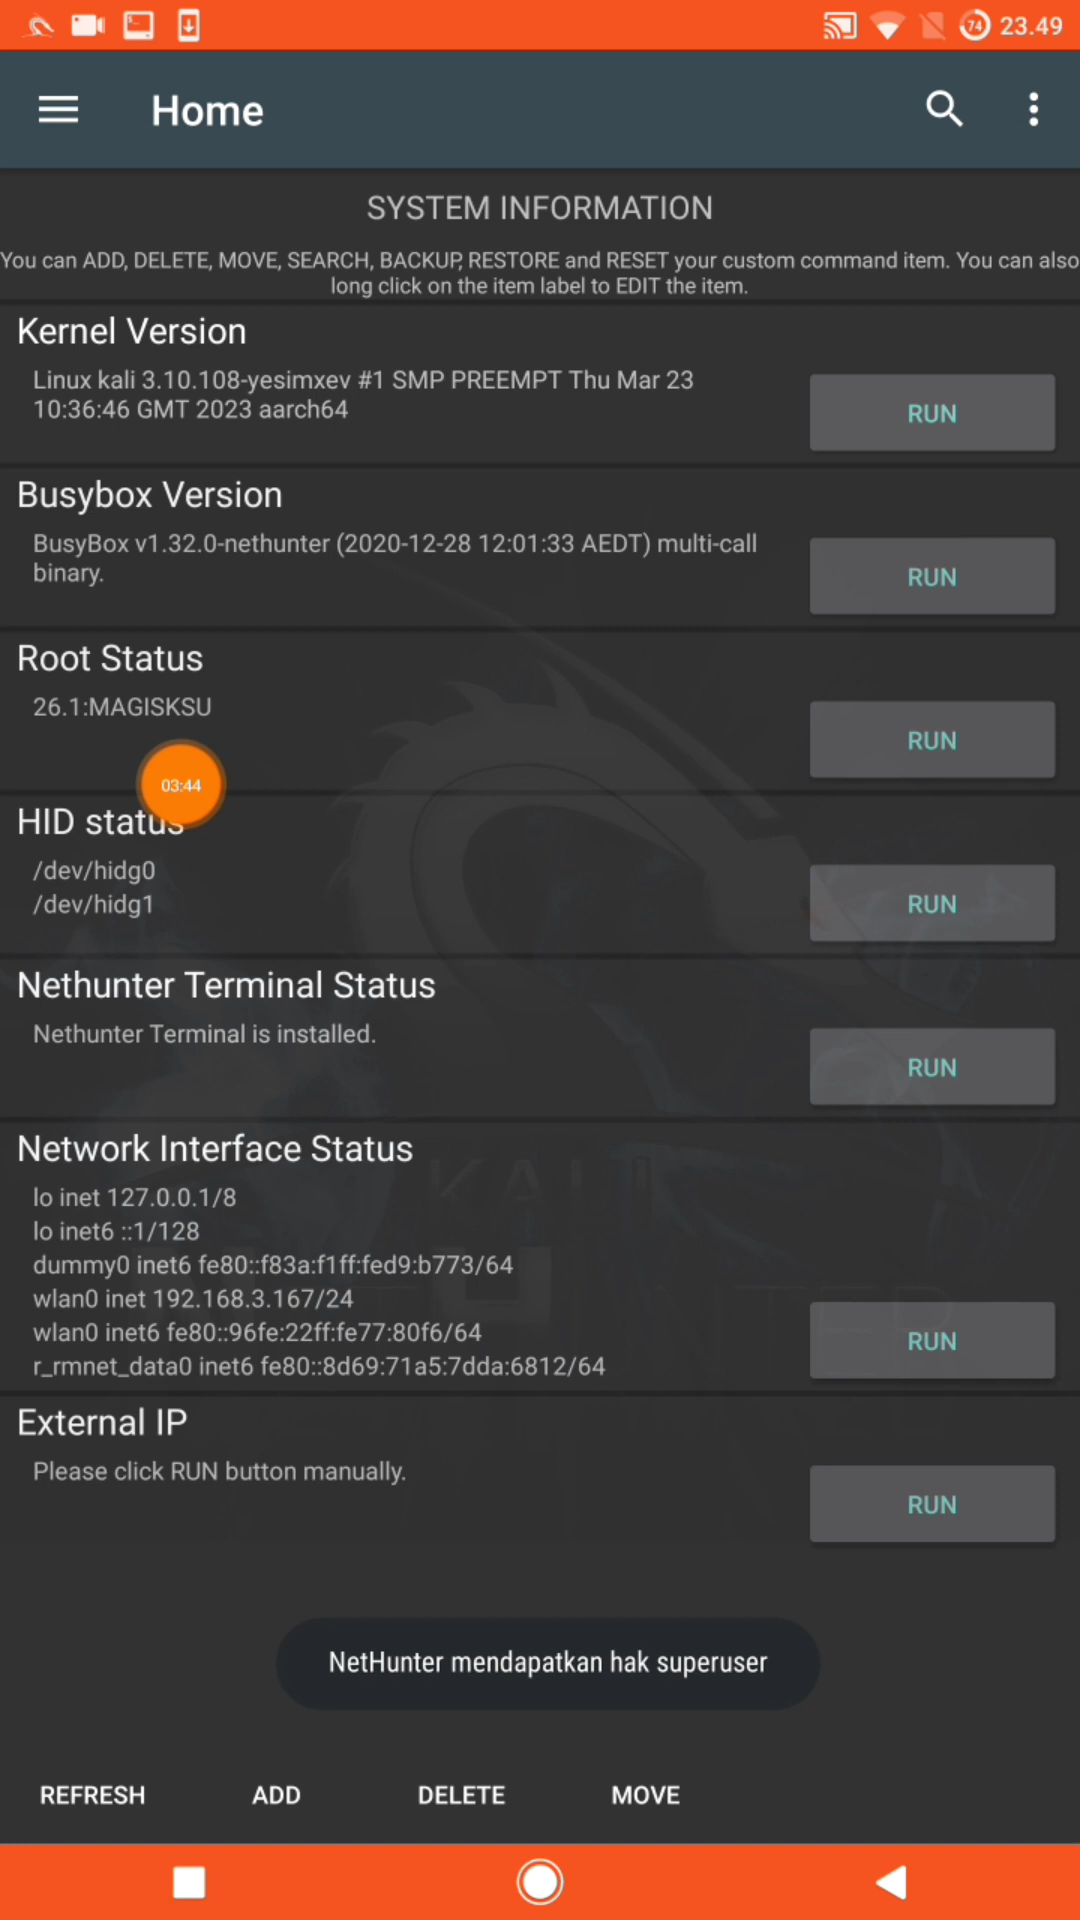 74 23.49
Home
SYSTEM INFORMATION
You can ADD, DELETE, MOVE, SEARCH, BACKUP, RESTORE and RESET your custom command item. You can also
long click on the item label to EDIT the item.
Kernel Version
Linux kali 3.10.108-yesimxev #1 SMP PREEMPT Thu Mar 23
10:36:46 GMT 2023 aarch64
RUN
Busybox Version
BusyBox v1.32.0-nethunter (2020-12-28 12:01:33 AEDT) multi-call
binary.
RUN
Root Status
26.1:MAGISKSU
RUN
03:44
HID status
/dev/hidg0
/dev/hidg1
RUN
Nethunter Terminal Status
Nethunter Terminal is installed.
RUN
Network Interface Status
lo inet 127.0.0.1/8
lo inet6 ::1/128
dummy0 inet6 fe80::f83a:f1ff:fed9:b773/64
wlan0 inet 192.168.3.167/24
wlan0 inet6 fe80::96fe:22ff:fe77:80f6/64
r_rmnet_data0 inet6 fe80::8d69:71a5:7dda:6812/64
RUN
External IP
Please click RUN button manually.
RUN
NetHunter mendapatkan hak superuser
REFRESH ADD DELETE MOVE